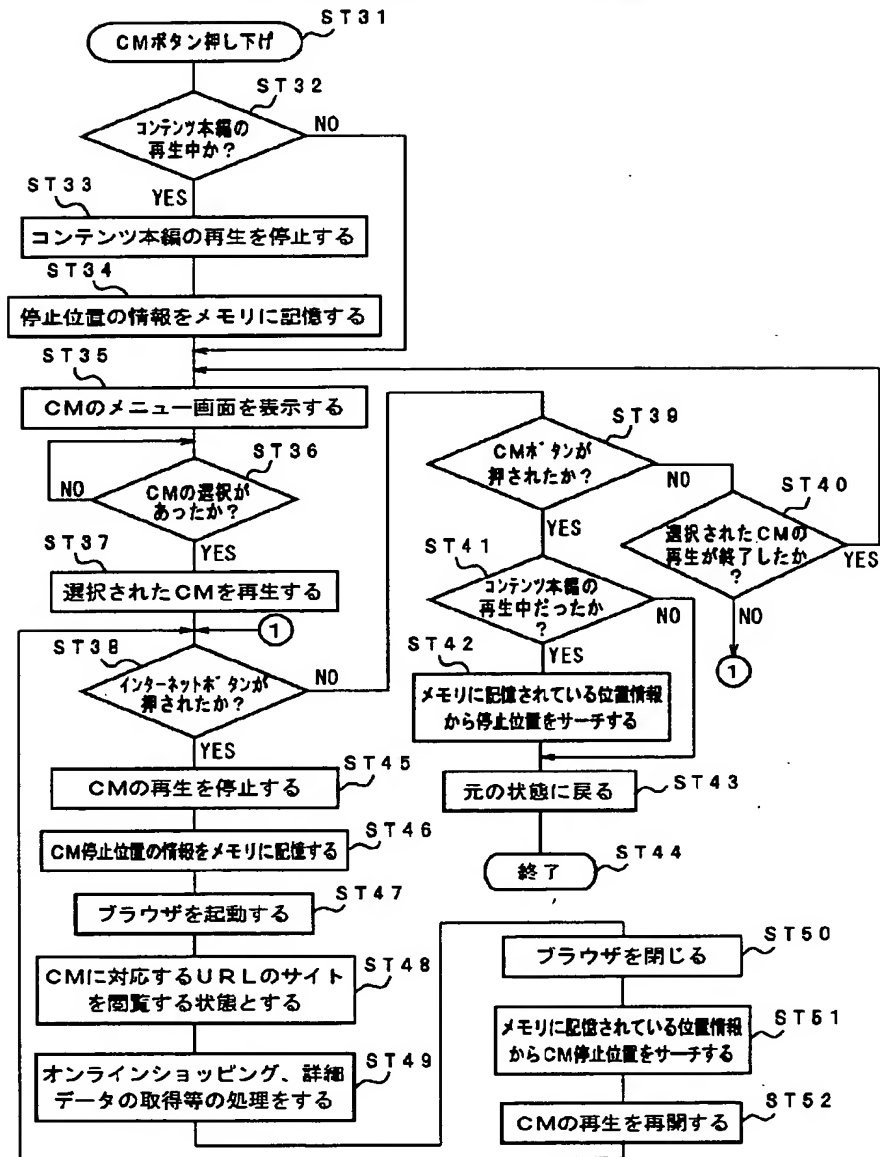 ST31
CMボタン押し下げ
ST32
コンテンツ本編の
再生中か?
NO
YES
ST33
コンテンツ本編の再生を停止する
ST34
停止位置の情報をメモリに記憶する
ST35
CMのメニュー画面を表示する
ST36
CMの選択が
あったか?
NO
YES
ST37
選択されたCMを再生する
1
ST38
インターネットボタンが
押されたか?
NO
YES
ST39
CMボタンが
押されたか?
NO
YES
ST40
選択されたCMの
再生が終了したか
?
YES
NO
1
ST41
コンテンツ本編の
再生中だったか
?
NO
YES
ST42
メモリに記憶されている位置情報
から停止位置をサーチする
元の状態に戻る
ST43
終了
ST44
CMの再生を停止する
ST45
CM停止位置の情報をメモリに記憶する
ST46
ブラウザを起動する
ST47
CMに対応するURLのサイト
を閲覧する状態とする
ST48
オンラインショッピング、詳細
データの取得等の処理をする
ST49
ブラウザを閉じる
ST50
メモリに記憶されている位置情報
からCM停止位置をサーチする
ST51
CMの再生を再開する
ST52